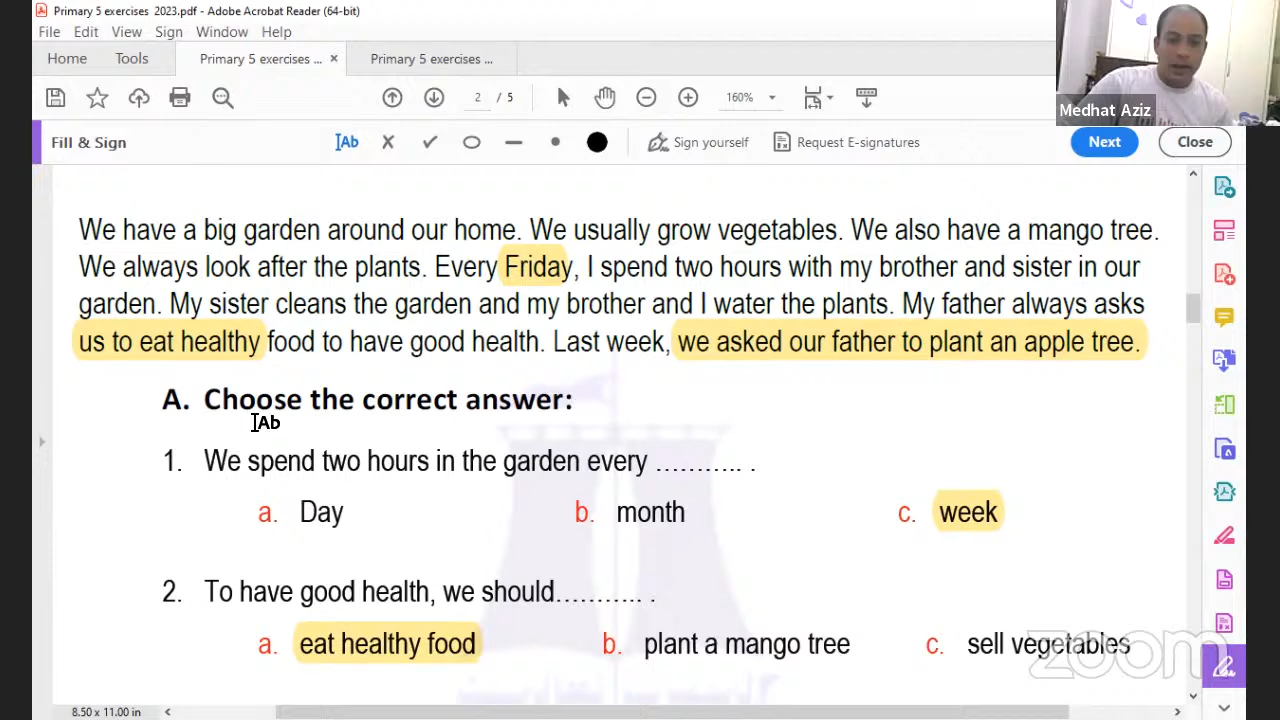 Primary 5 exercises 2023.pdf - Adobe Acrobat Reader (64-bit)
File Edit View Sign Window Help
Home Tools Primary 5 exercises ... × Primary 5 exercises ...
2 / 5 160%
Medhat Aziz
Fill & Sign Ab Sign yourself Request E-signatures Next Close
We have a big garden around our home. We usually grow vegetables. We also have a mango tree.
We always look after the plants. Every Friday, I spend two hours with my brother and sister in our
garden. My sister cleans the garden and my brother and I water the plants. My father always asks
us to eat healthy food to have good health. Last week, we asked our father to plant an apple tree.
A. Choose the correct answer:
Ab
1. We spend two hours in the garden every ……….. .
a. Day b. month c. week
2. To have good health, we should……….. .
a. eat healthy food b. plant a mango tree c. sell vegetables
zoom
8.50 x 11.00 in